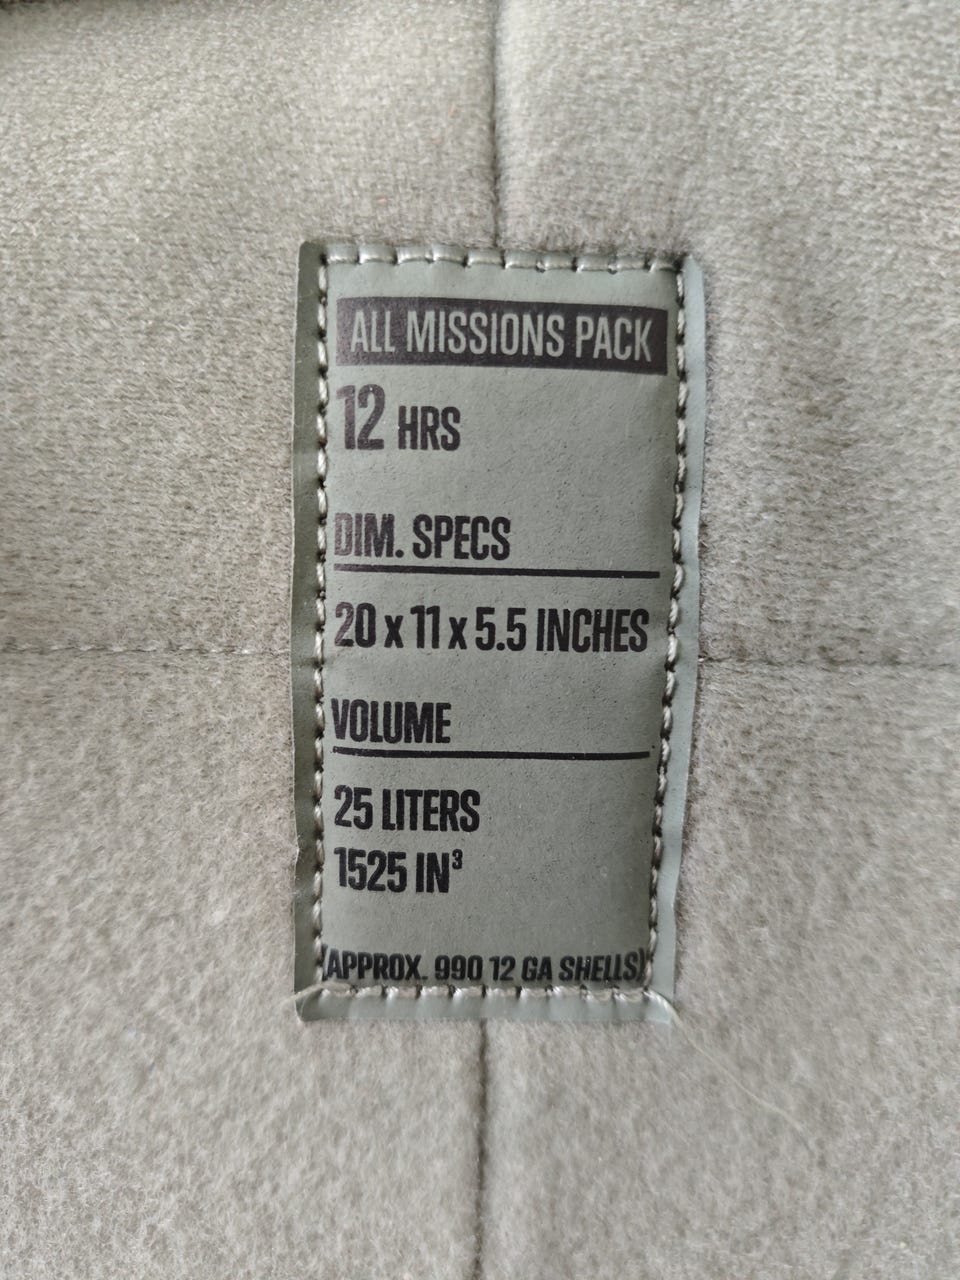 ALL MISSIONS PACK
12 HRS
DIM. SPECS
20 x 11 x 5.5 INCHES
VOLUME
25 LITERS
1525 IN³
(APPROX. 990 12 GA SHELLS)